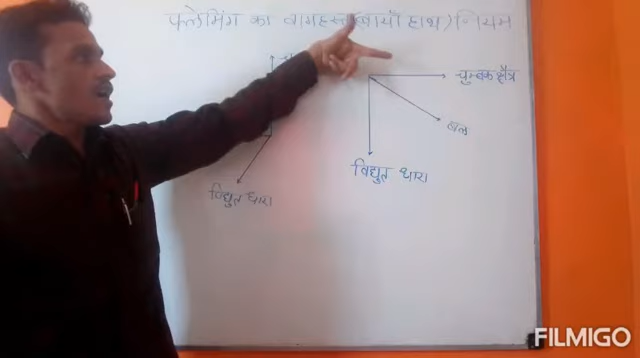 फ्लेमिंग का वामहस्त (बायाँ हाथ) नियम
चुम्बक क्षेत्र
बल
विद्युत धारा
विद्युत धारा
FILMIGO